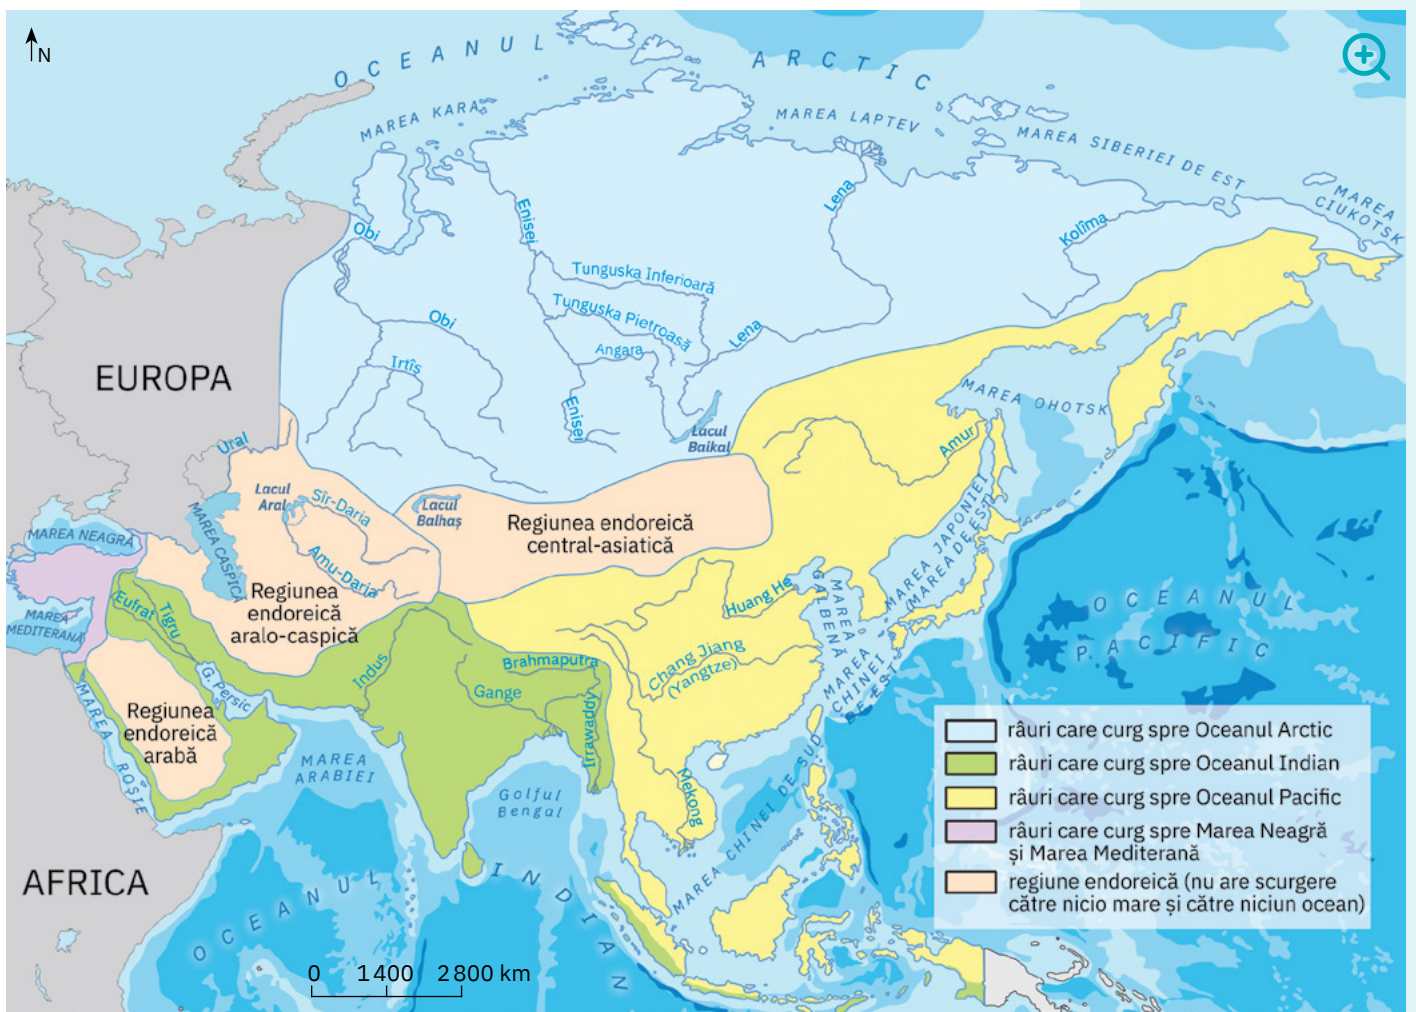 N
OCEANUL ARCTIC
MAREA KARA
MAREA LAPTEV
MAREA SIBERIEI DE EST
MAREA
CIUKOTSK
Obi
Enisei
Lena
Kolîma
Tunguska Inferioară
Tunguska Pietroasă
Obi
Lena
Angara
Irtîș
Enisei
EUROPA
MAREA OHOTSK
Lacul
Baikal
Amur
Ural
Lacul
Aral
Sîr-Daria
Lacul
Balhaș
Regiunea endoreică
central-asiatică
MAREA NEAGRĂ
MAREA CASPICĂ
Amu-Daria
MAREA JAPONIEI
(MAREA DE EST)
Regiunea
endoreică
aralo-caspică
Eufrat
Tigru
MAREA
MEDITERANĂ
Huang He
MAREA
GALBENĂ
OCEANUL
PACIFIC
Indus
Brahmaputra
Gange
Chang Jiang
(Yangtze)
MAREA
CHINEI
DE EST
G. Persic
Regiunea
endoreică
arabă
MAREA ROȘIE
Irrawaddy
MAREA
ARABIEI
Golful
Bengal
Mekong
MAREA CHINEI DE SUD
AFRICA
OCEANUL INDIAN
0 1 400 2 800 km
râuri care curg spre Oceanul Arctic
râuri care curg spre Oceanul Indian
râuri care curg spre Oceanul Pacific
râuri care curg spre Marea Neagră
și Marea Mediterană
regiune endoreică (nu are scurgere
către nicio mare și către niciun ocean)